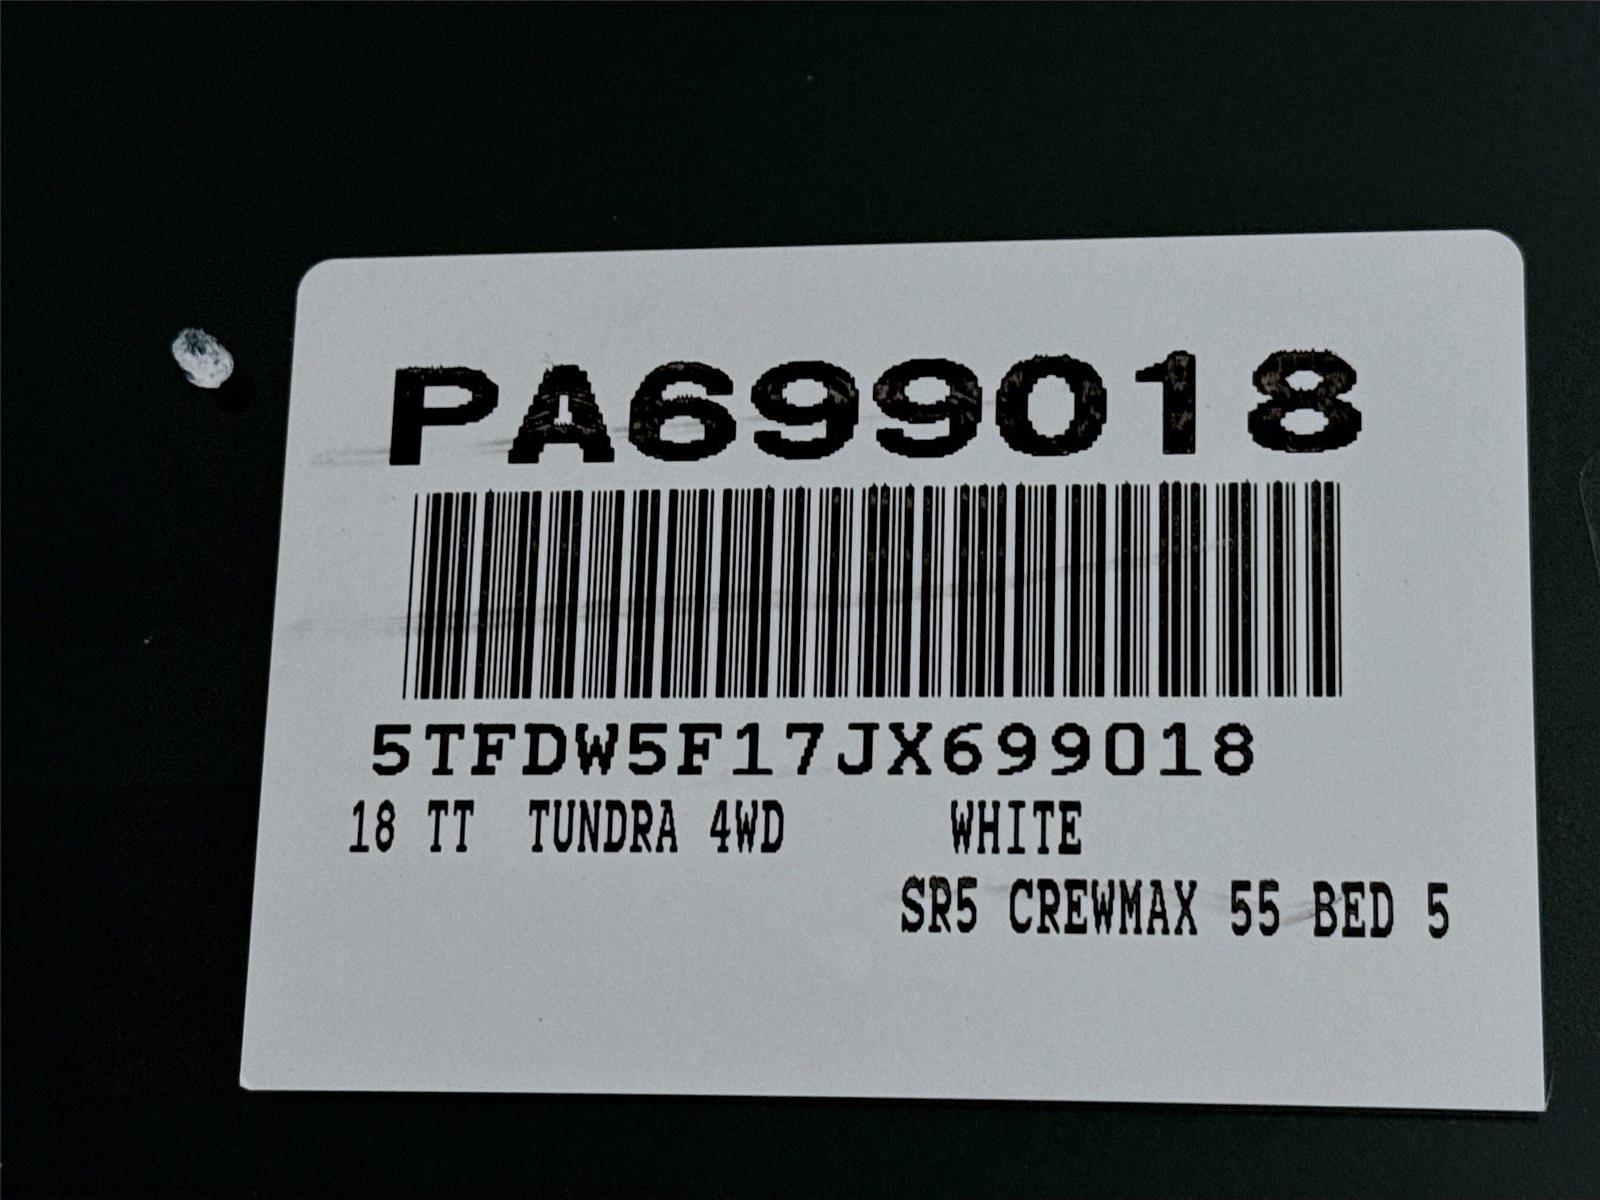 PA699018
5TFDW5F17JX699018
18 TT TUNDRA 4WD WHITE
SR5 CREWMAX 55 BED 5